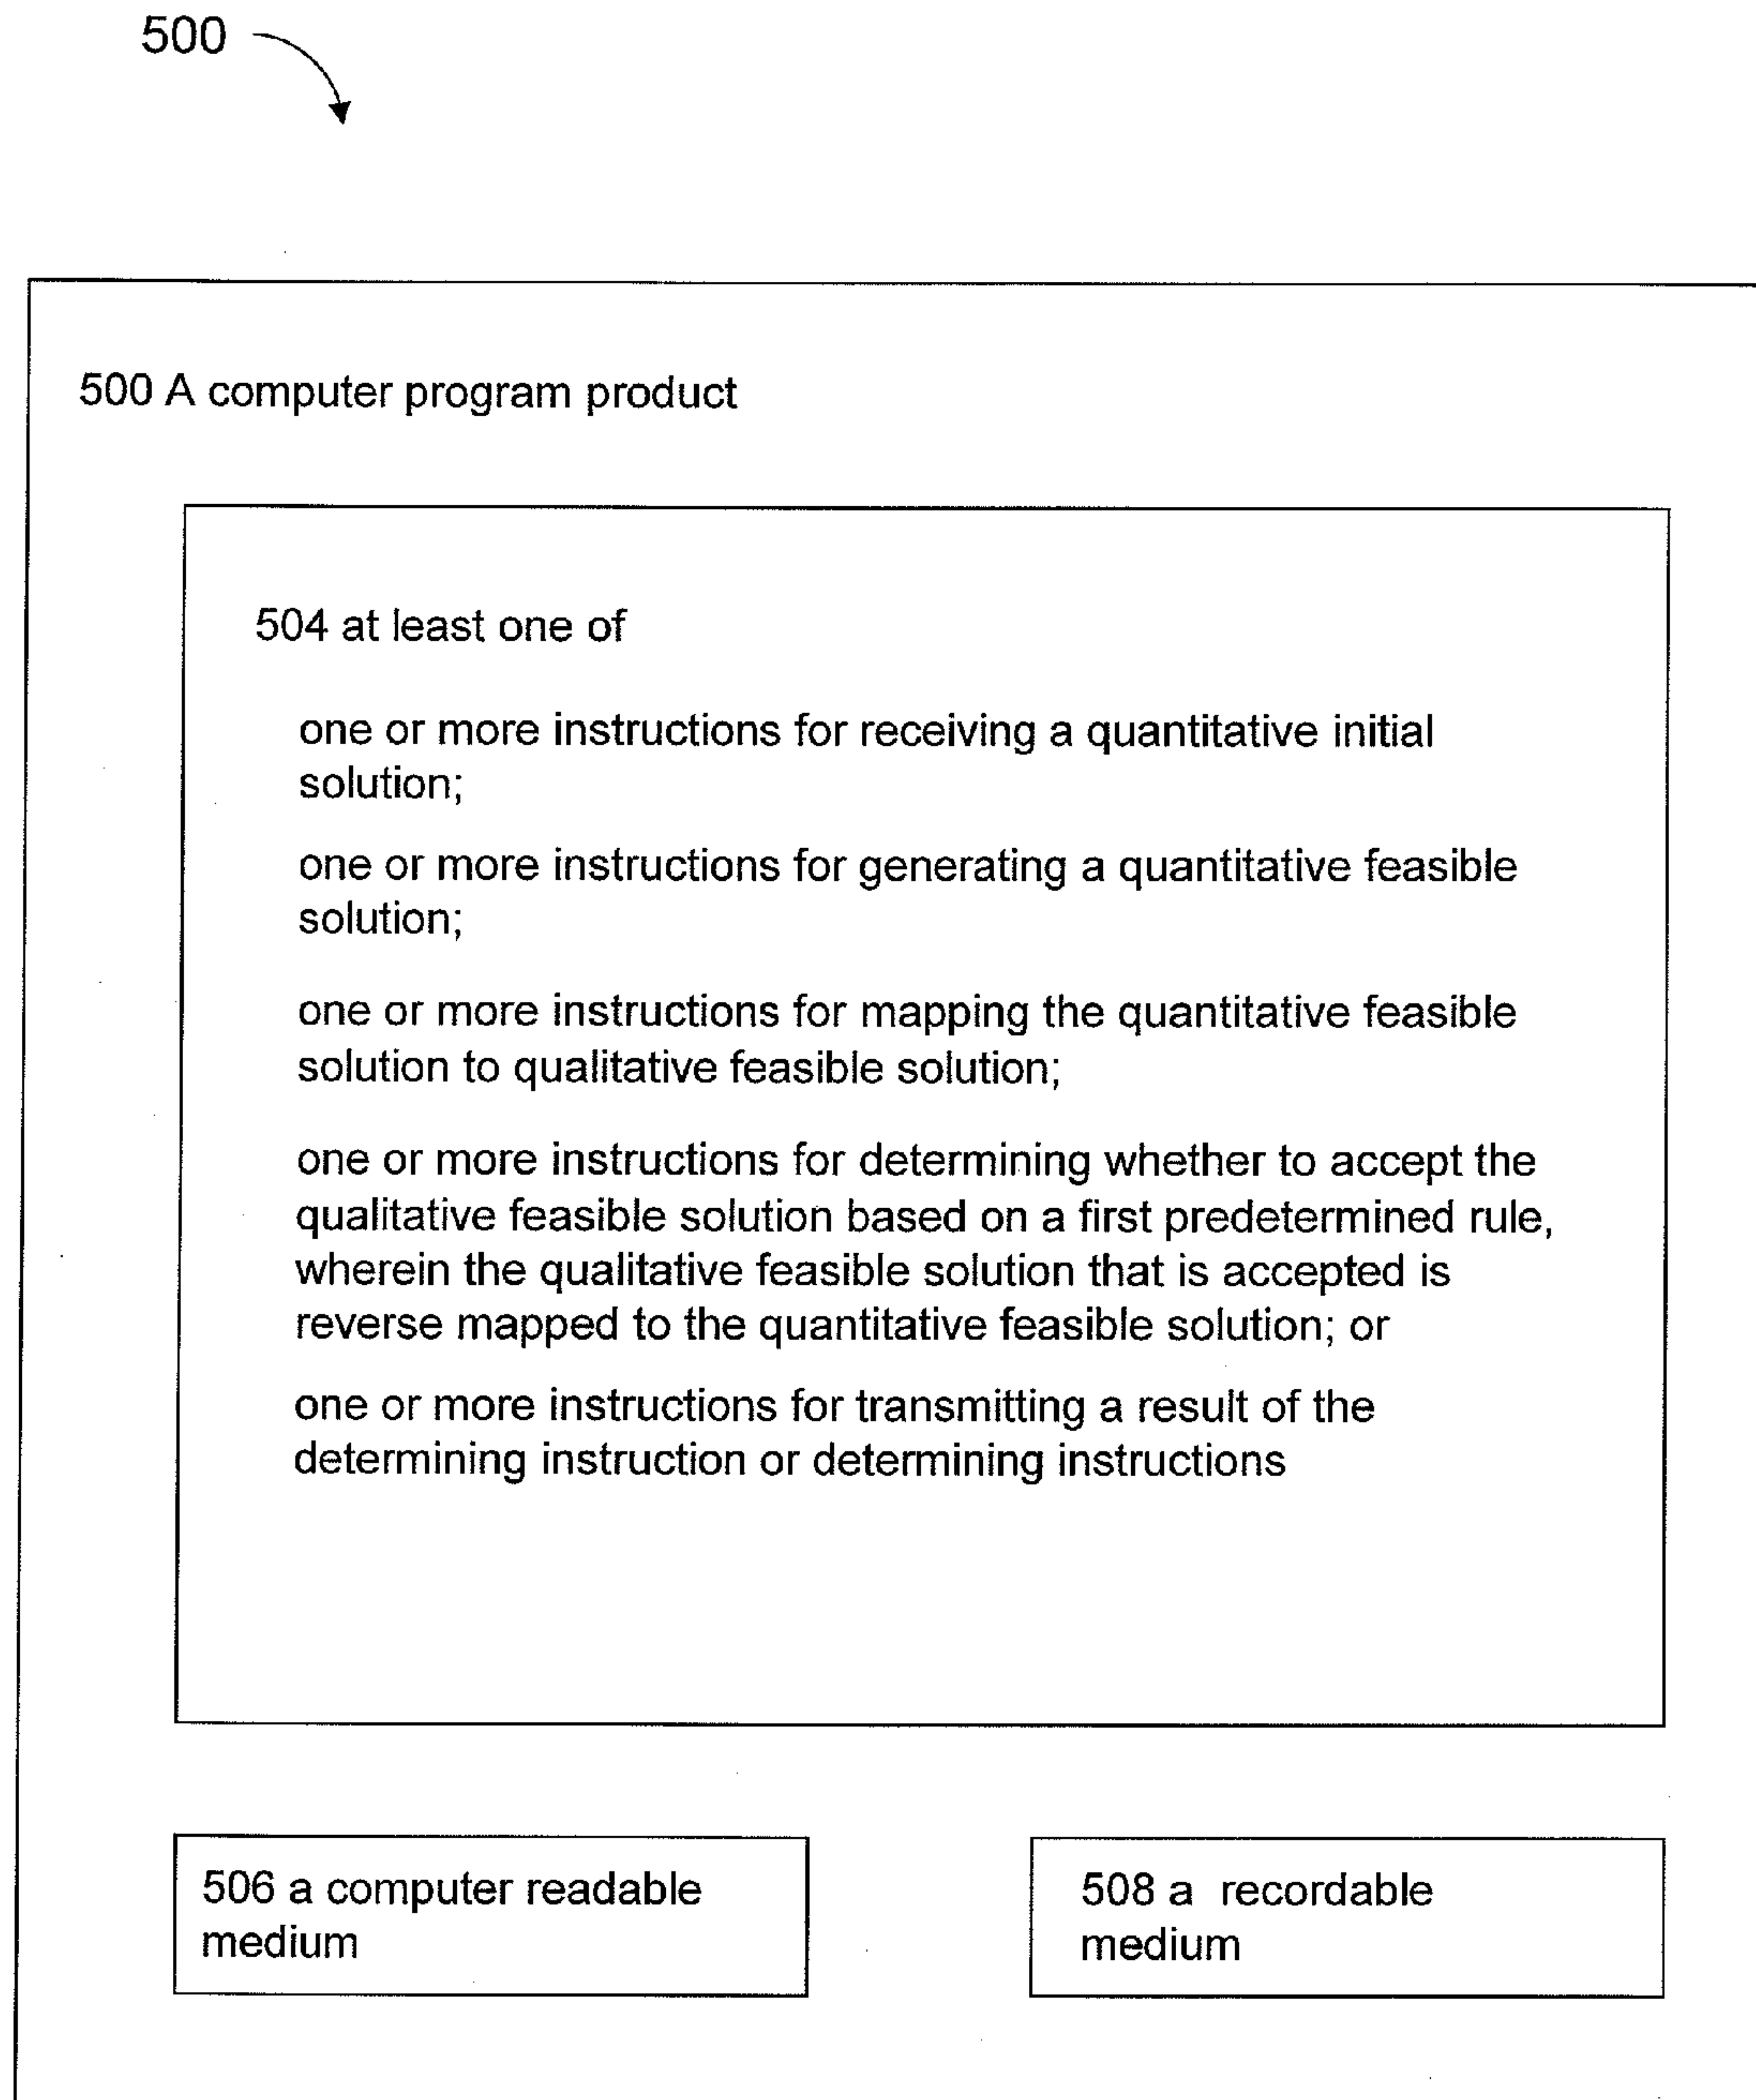 500
500 A computer program product
504 at least one of
one or more instructions for receiving a quantitative initial
solution;
one or more instructions for generating a quantitative feasible
solution;
one or more instructions for mapping the quantitative feasible
solution to qualitative feasible solution;
one or more instructions for determining whether to accept the
qualitative feasible solution based on a first predetermined rule,
wherein the qualitative feasible solution that is accepted is
reverse mapped to the quantitative feasible solution; or
one or more instructions for transmitting a result of the
determining instruction or determining instructions
506 a computer readable
medium
508 a recordable
medium